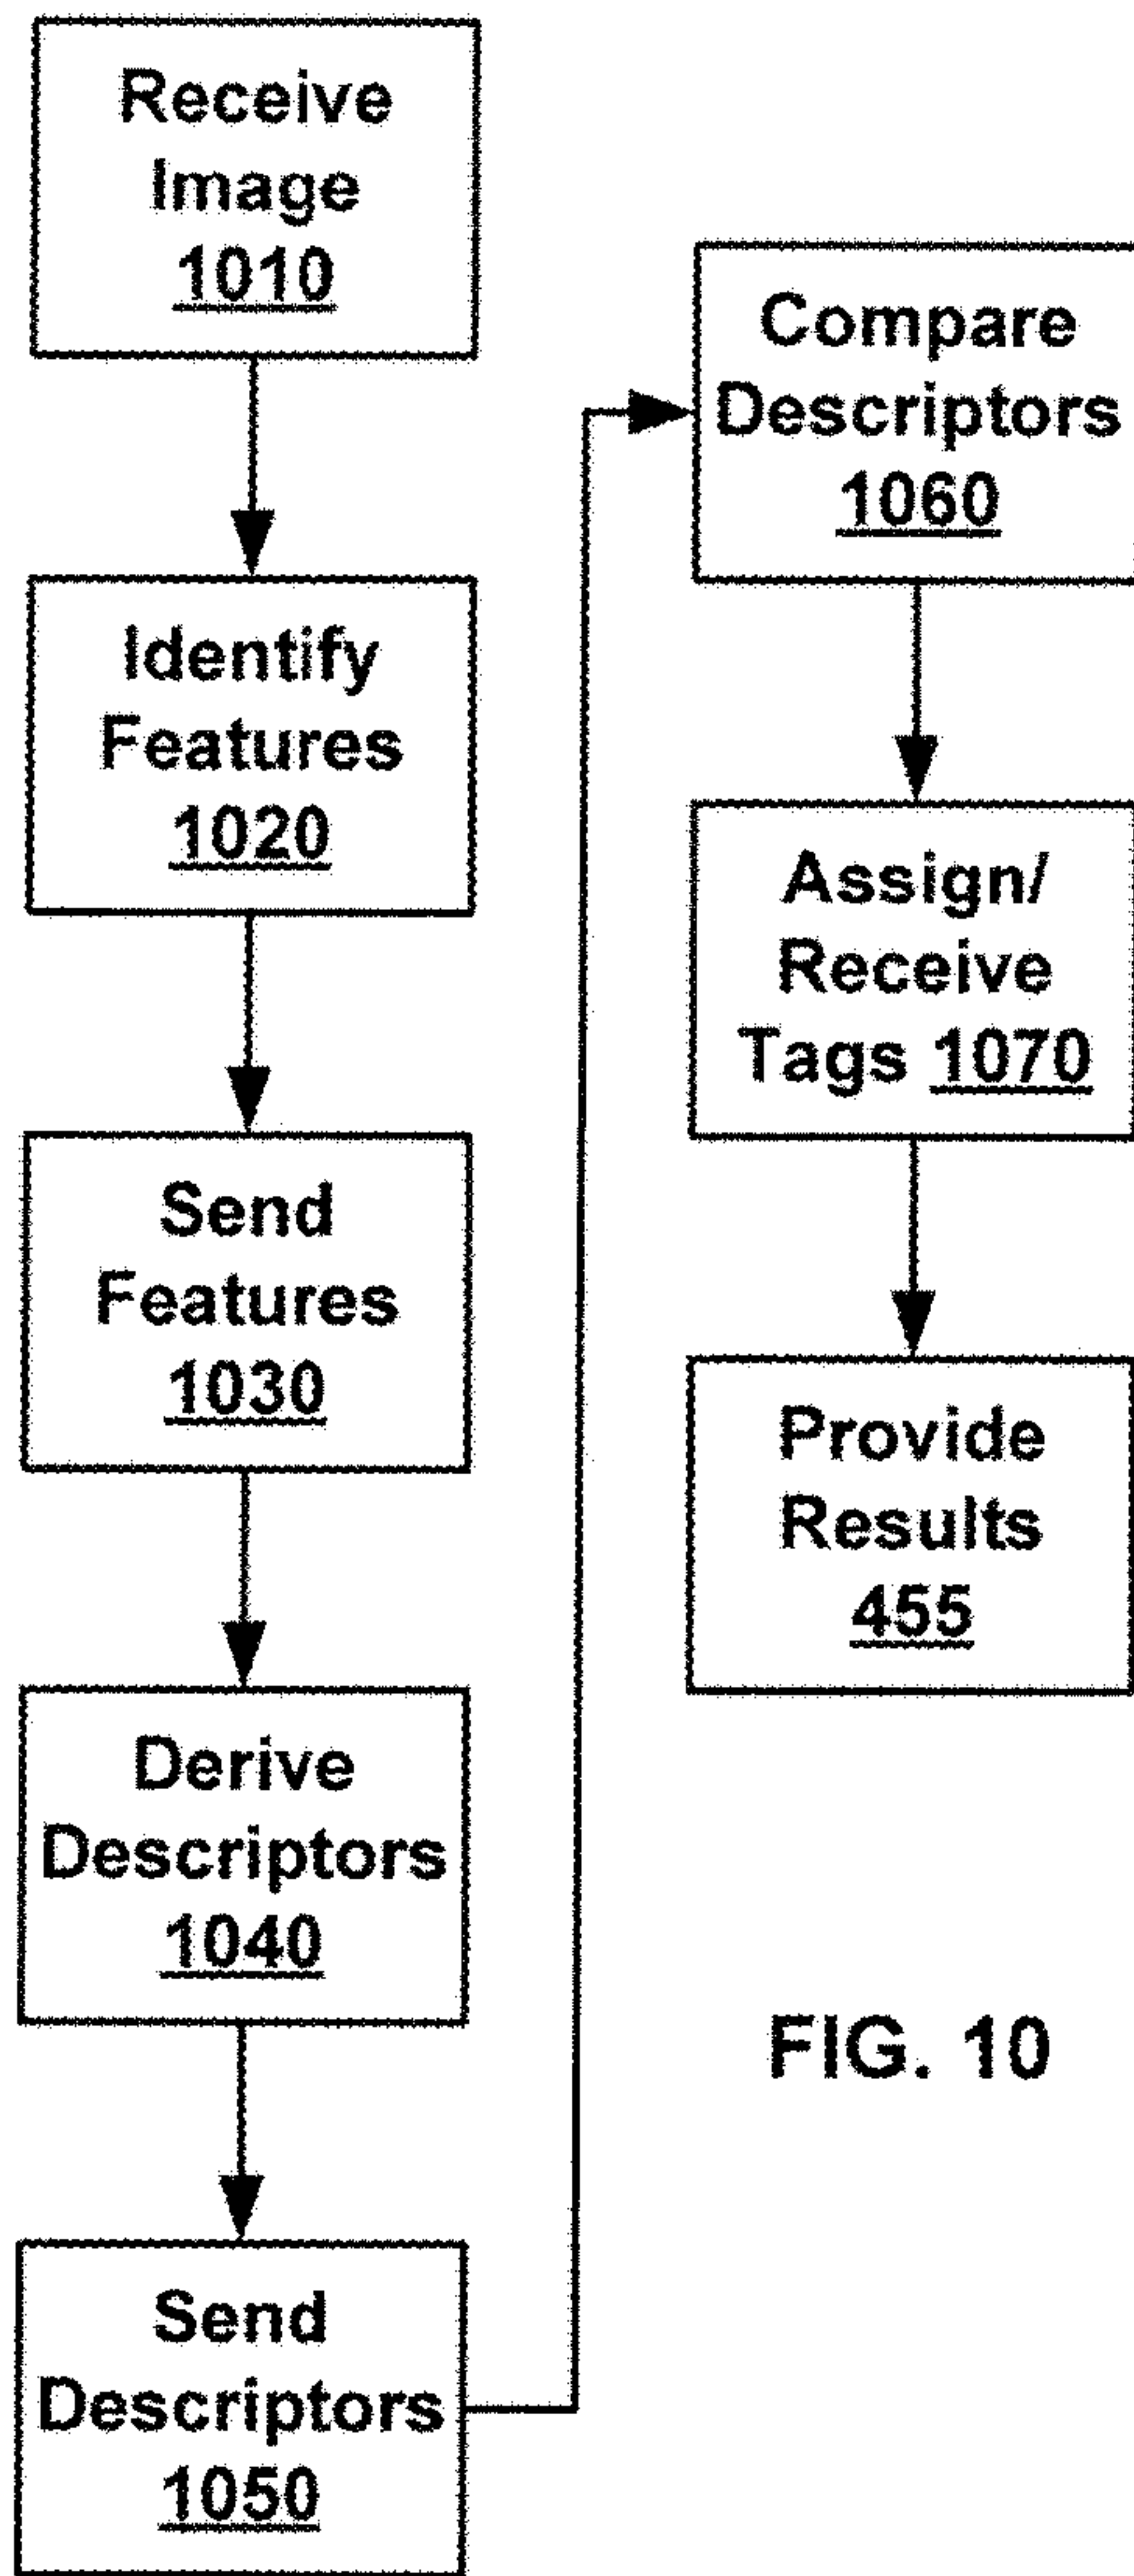 Receive
Image
1010
Identify
Features
1020
Send
Features
1030
Derive
Descriptors
1040
Send
Descriptors
1050
Compare
Descriptors
1060
Assign/
Receive
Tags 1070
Provide
Results
455
FIG. 10